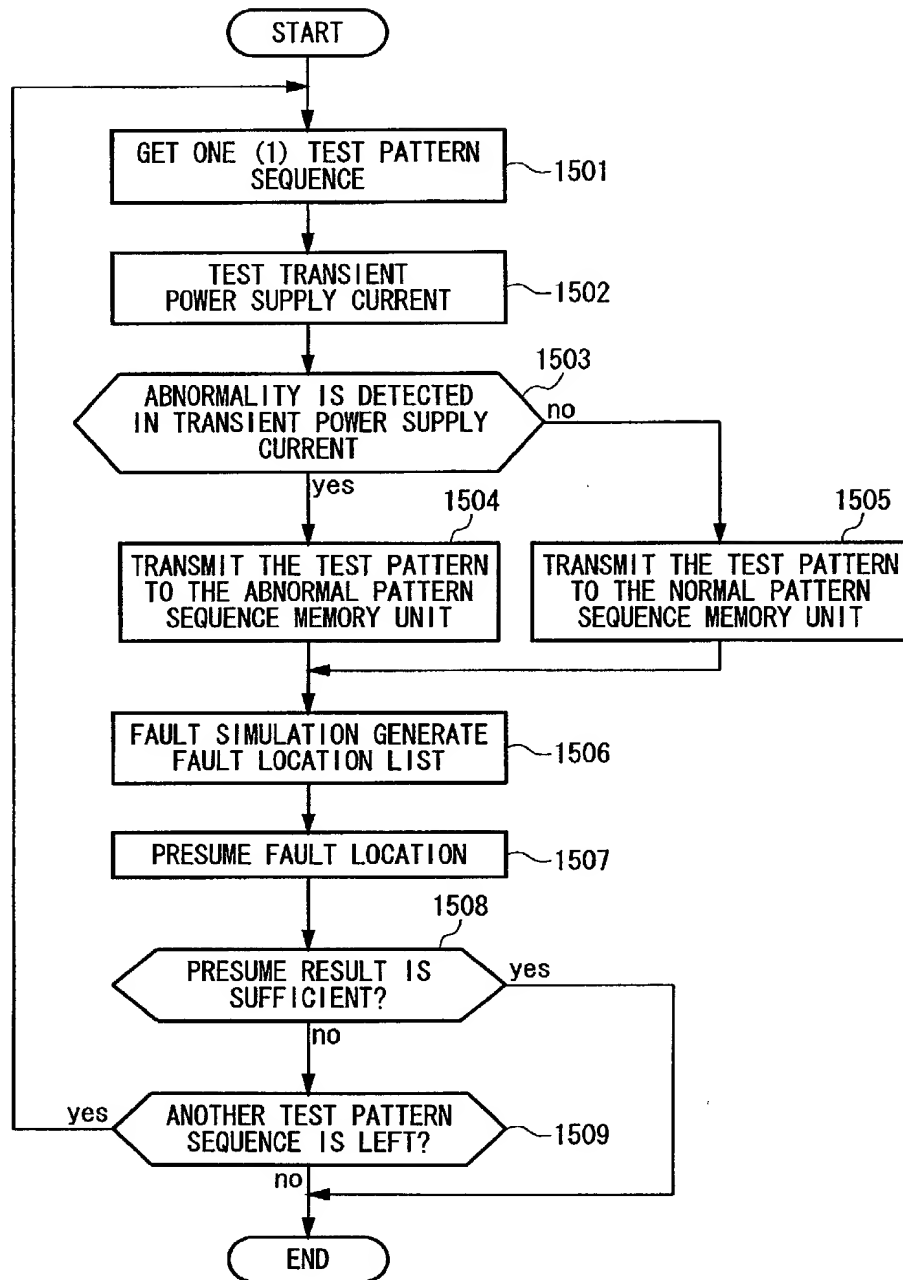 START
GET ONE (1) TEST PATTERN
SEQUENCE
1501
TEST TRANSIENT
POWER SUPPLY CURRENT
1502
1503
ABNORMALITY IS DETECTED
IN TRANSIENT POWER SUPPLY
CURRENT
no
yes
1504
1505
TRANSMIT THE TEST PATTERN
TO THE ABNORMAL PATTERN
SEQUENCE MEMORY UNIT
TRANSMIT THE TEST PATTERN
TO THE NORMAL PATTERN
SEQUENCE MEMORY UNIT
FAULT SIMULATION GENERATE
FAULT LOCATION LIST
1506
PRESUME FAULT LOCATION
1507
1508
PRESUME RESULT IS
SUFFICIENT?
yes
no
yes
ANOTHER TEST PATTERN
SEQUENCE IS LEFT?
1509
no
END